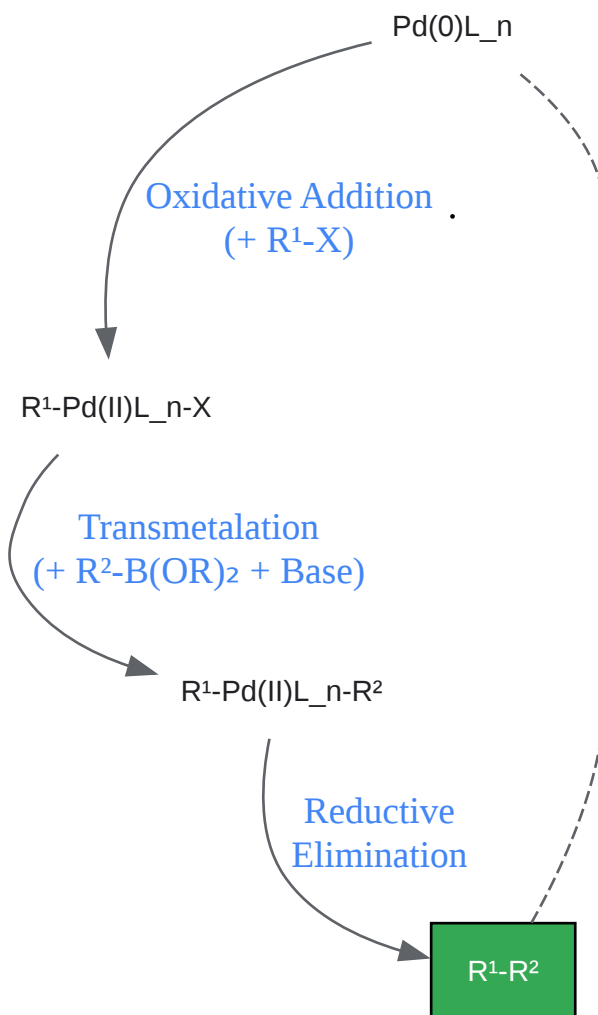 Pd(0)L_n
Oxidative Addition
(+ R¹-X)
R¹-Pd(II)L_n-X
Transmetalation
(+ R²-B(OR)₂ + Base)
R¹-Pd(II)L_n-R²
Reductive
Elimination
R¹-R²